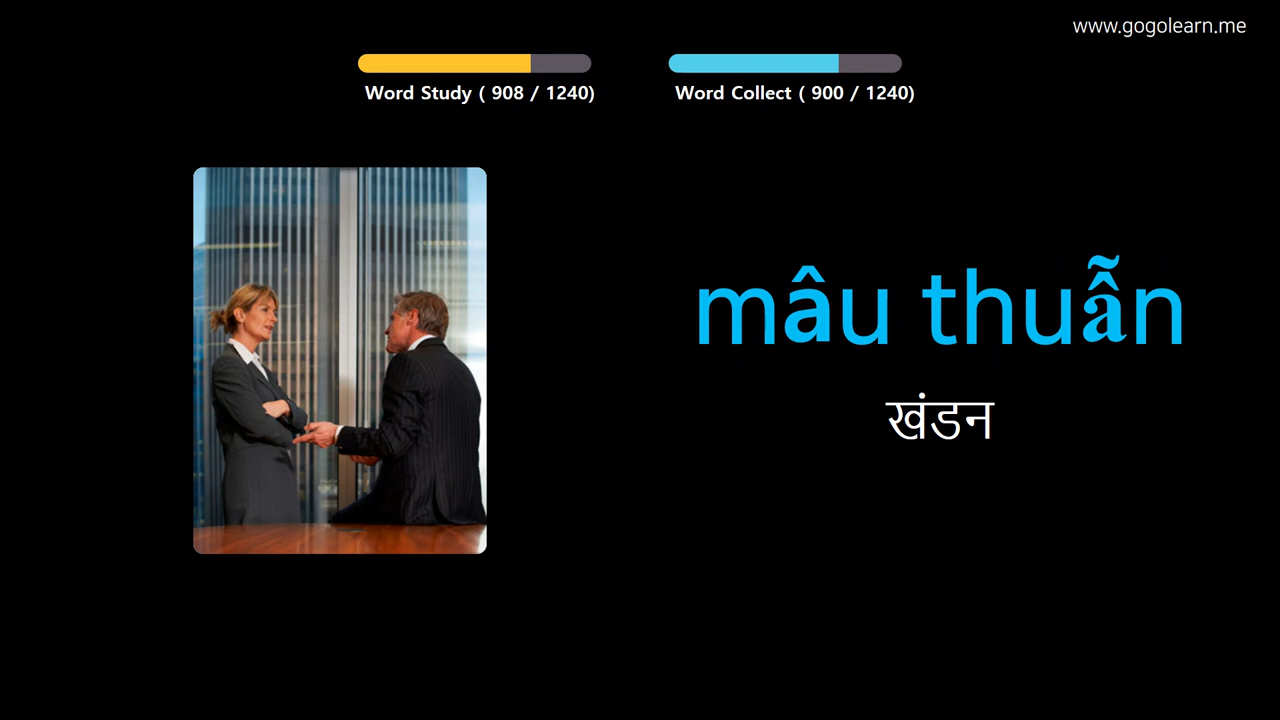 www.gogolearn.me
Word Study ( 908 / 1240)
Word Collect ( 900 / 1240)
mâu thuẫn
खंडन